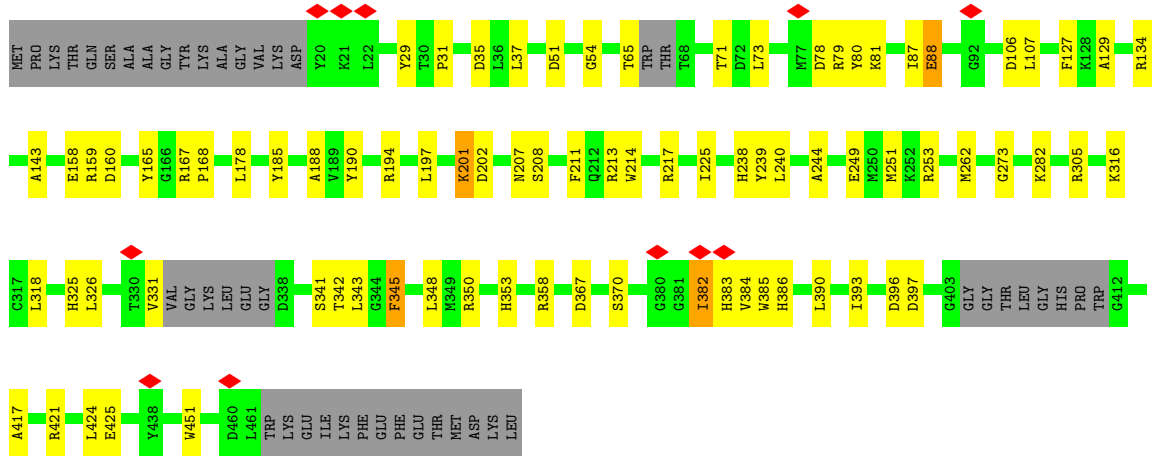 MET PRO LYS THR GLN SER ALA ALA GLY TYR LYS ALA GLY VAL LYS ASP Y20 K21 L22 Y29 T30 P31 D35 L36 L37 D51 G54 T65 TRP THR T68 T71 D72 L73 M77 D78 R79 Y80 K81 I87 E88 G92 D106 L107 F127 K128 A129 R134
A143 E158 R159 D160 Y165 G166 R167 P168 L178 Y185 A188 V189 Y190 R194 L197 K201 D202 N207 S208 F211 Q212 R213 W214 R217 I225 H238 Y239 L240 A244 E249 M250 M251 K252 R253 M262 G273 K282 R305 K316
C317 L318 H325 L326 T330 V331 VAL GLY LYS LEU GLU GLY D338 S341 T342 L343 G344 F345 L348 M349 R350 H353 R358 D367 S370 G380 G381 I382 H383 V384 W385 H386 L390 I393 D396 D397 G403 GLY GLY THR LEU GLY HIS PRO TRP G412
A417 R421 L424 E425 Y438 W451 D460 L461 TRP LYS GLU ILE LYS PHE GLU PHE GLU THR MET ASP LYS LEU